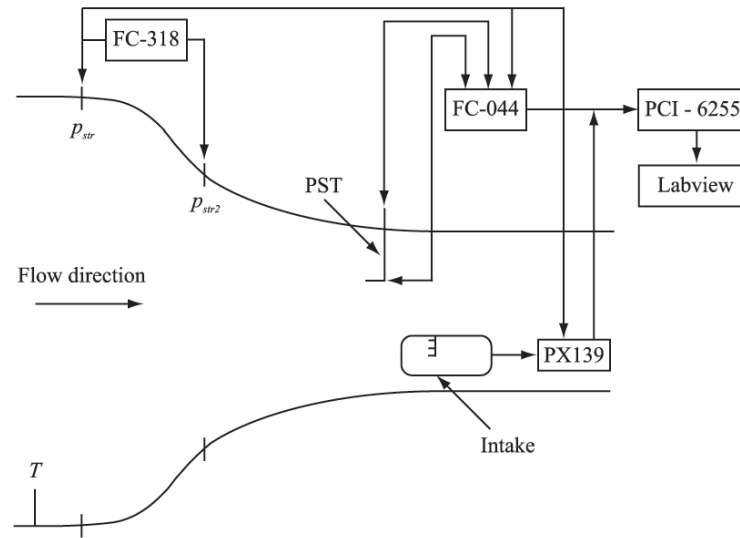 FC-318
FC-044
PCI - 6255
p_str
p_str2
PST
Labview
Flow direction
PX139
Intake
T